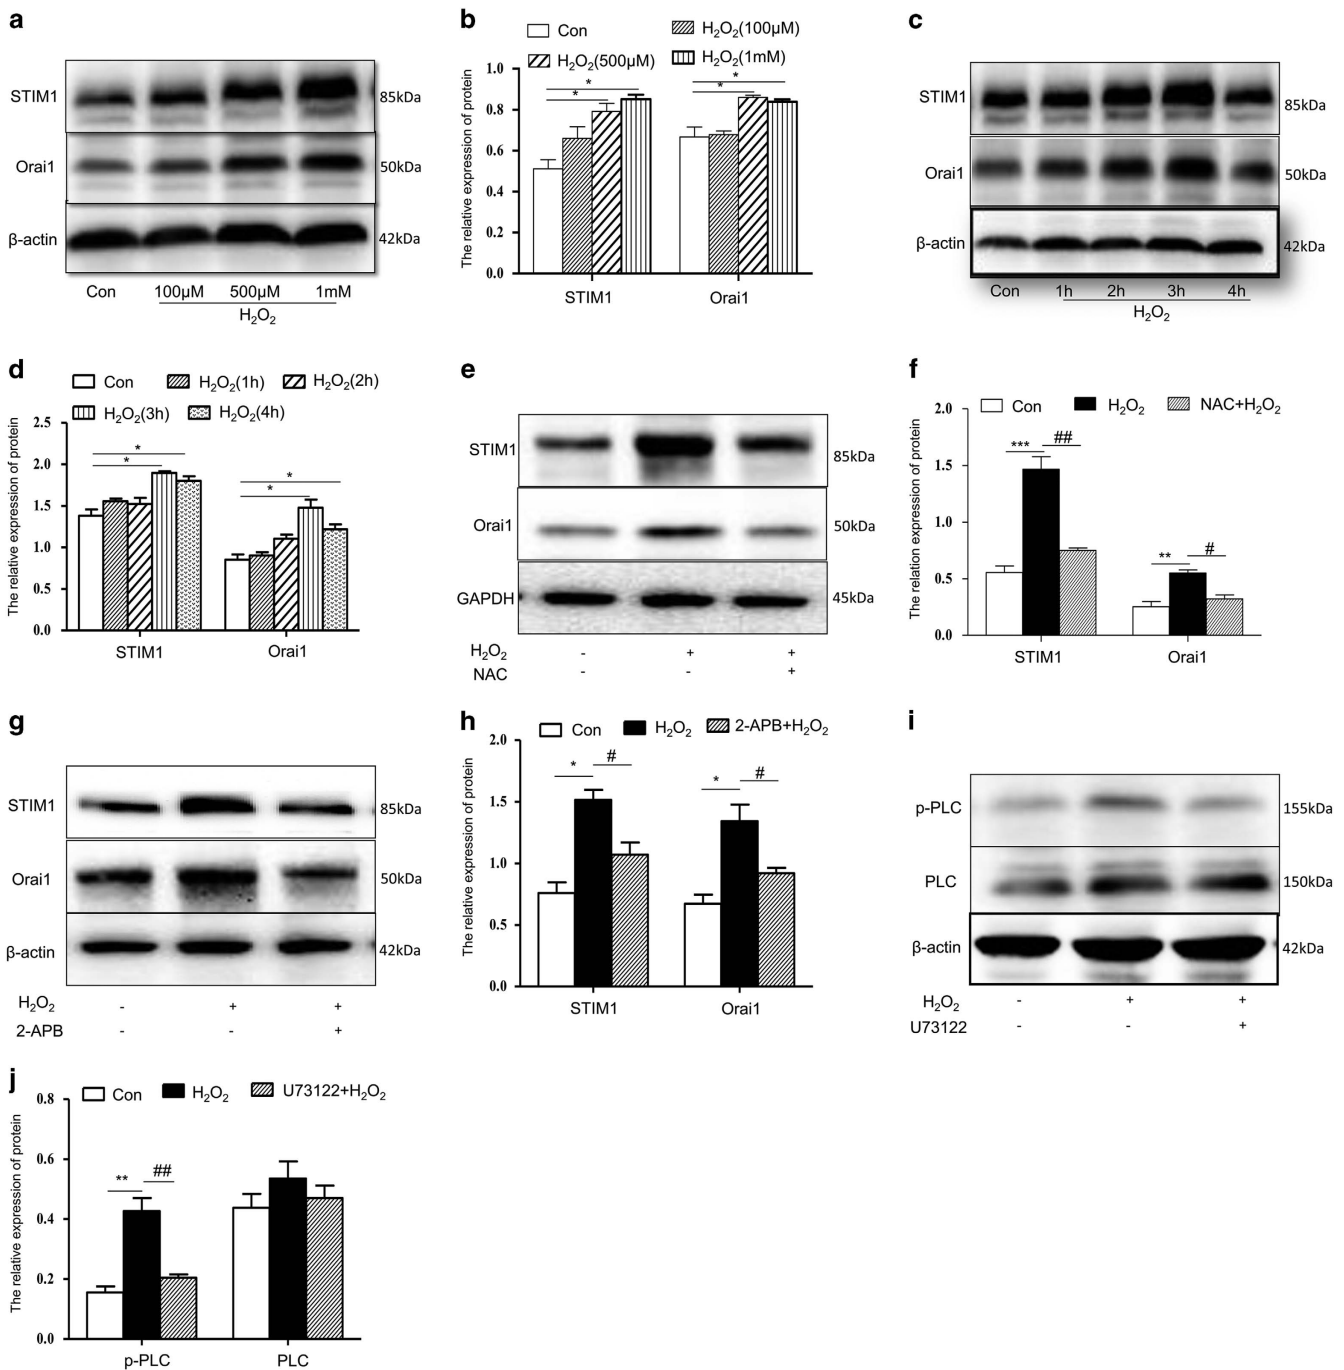 a
STIM1
85kDa
Orai1
50kDa
β-actin
42kDa
Con 100μM 500μM 1mM
H₂O₂
b
Con
H₂O₂(100μM)
H₂O₂(500μM)
H₂O₂(1mM)
The relative expression of protein
1.0
0.8
0.6
0.4
0.2
0.0
* *
* *
STIM1 Orai1
c
STIM1
85kDa
Orai1
50kDa
β-actin
42kDa
Con 1h 2h 3h 4h
H₂O₂
d
Con
H₂O₂(1h)
H₂O₂(2h)
H₂O₂(3h)
H₂O₂(4h)
The relative expression of protein
2.5
2.0
1.5
1.0
0.5
0.0
* *
* *
STIM1 Orai1
e
STIM1
85kDa
Orai1
50kDa
GAPDH
45kDa
H₂O₂ - + +
NAC - - +
f
Con
H₂O₂
NAC+H₂O₂
The relation expression of protein
2.0
1.5
1.0
0.5
0.0
*** ##
** #
STIM1 Orai1
g
STIM1
85kDa
Orai1
50kDa
β-actin
42kDa
H₂O₂ - + +
2-APB - - +
h
Con
H₂O₂
2-APB+H₂O₂
The relative expression of protein
2.0
1.5
1.0
0.5
0.0
* #
* #
STIM1 Orai1
i
p-PLC
155kDa
PLC
150kDa
β-actin
42kDa
H₂O₂ - + +
U73122 - - +
j
Con
H₂O₂
U73122+H₂O₂
The relative expression of protein
0.8
0.6
0.4
0.2
0.0
** ##
p-PLC PLC